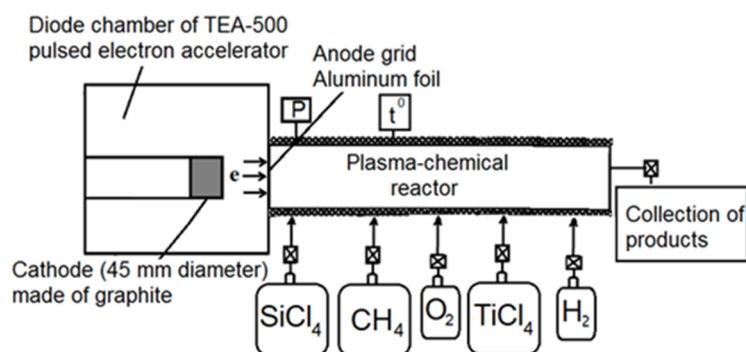 Diode chamber of TEA-500
pulsed electron accelerator
Anode grid
Aluminum foil
P
t⁰
e
Plasma-chemical
reactor
Collection of
products
Cathode (45 mm diameter)
made of graphite
SiCl₄
CH₄
O₂
TiCl₄
H₂